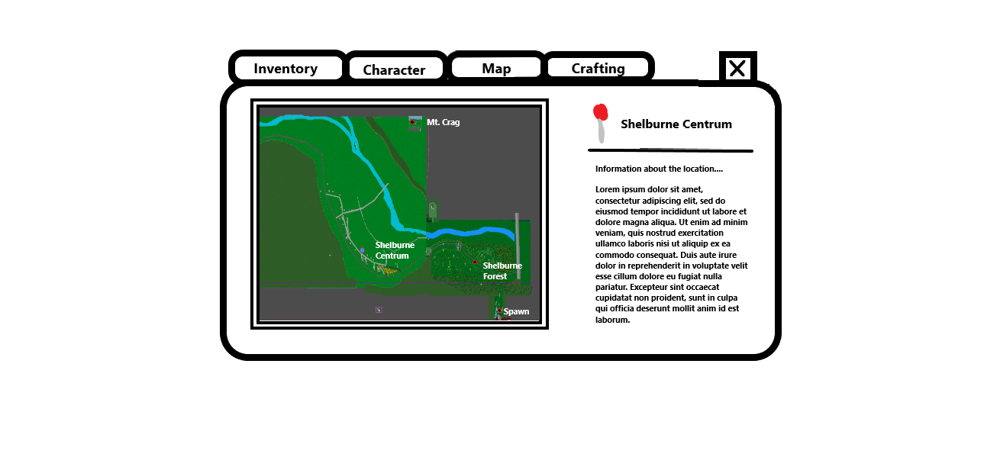 Inventory
Character
Map
Crafting
X
Mt. Crag
Shelburne
Centrum
Shelburne
Forest
Spawn
Shelburne Centrum
Information about the location....
Lorem ipsum dolor sit amet,
consectetur adipiscing elit, sed do
eiusmod tempor incididunt ut labore et
dolore magna aliqua. Ut enim ad minim
veniam, quis nostrud exercitation
ullamco laboris nisi ut aliquip ex ea
commodo consequat. Duis aute irure
dolor in reprehenderit in voluptate velit
esse cillum dolore eu fugiat nulla
pariatur. Excepteur sint occaecat
cupidatat non proident, sunt in culpa
qui officia deserunt mollit anim id est
laborum.